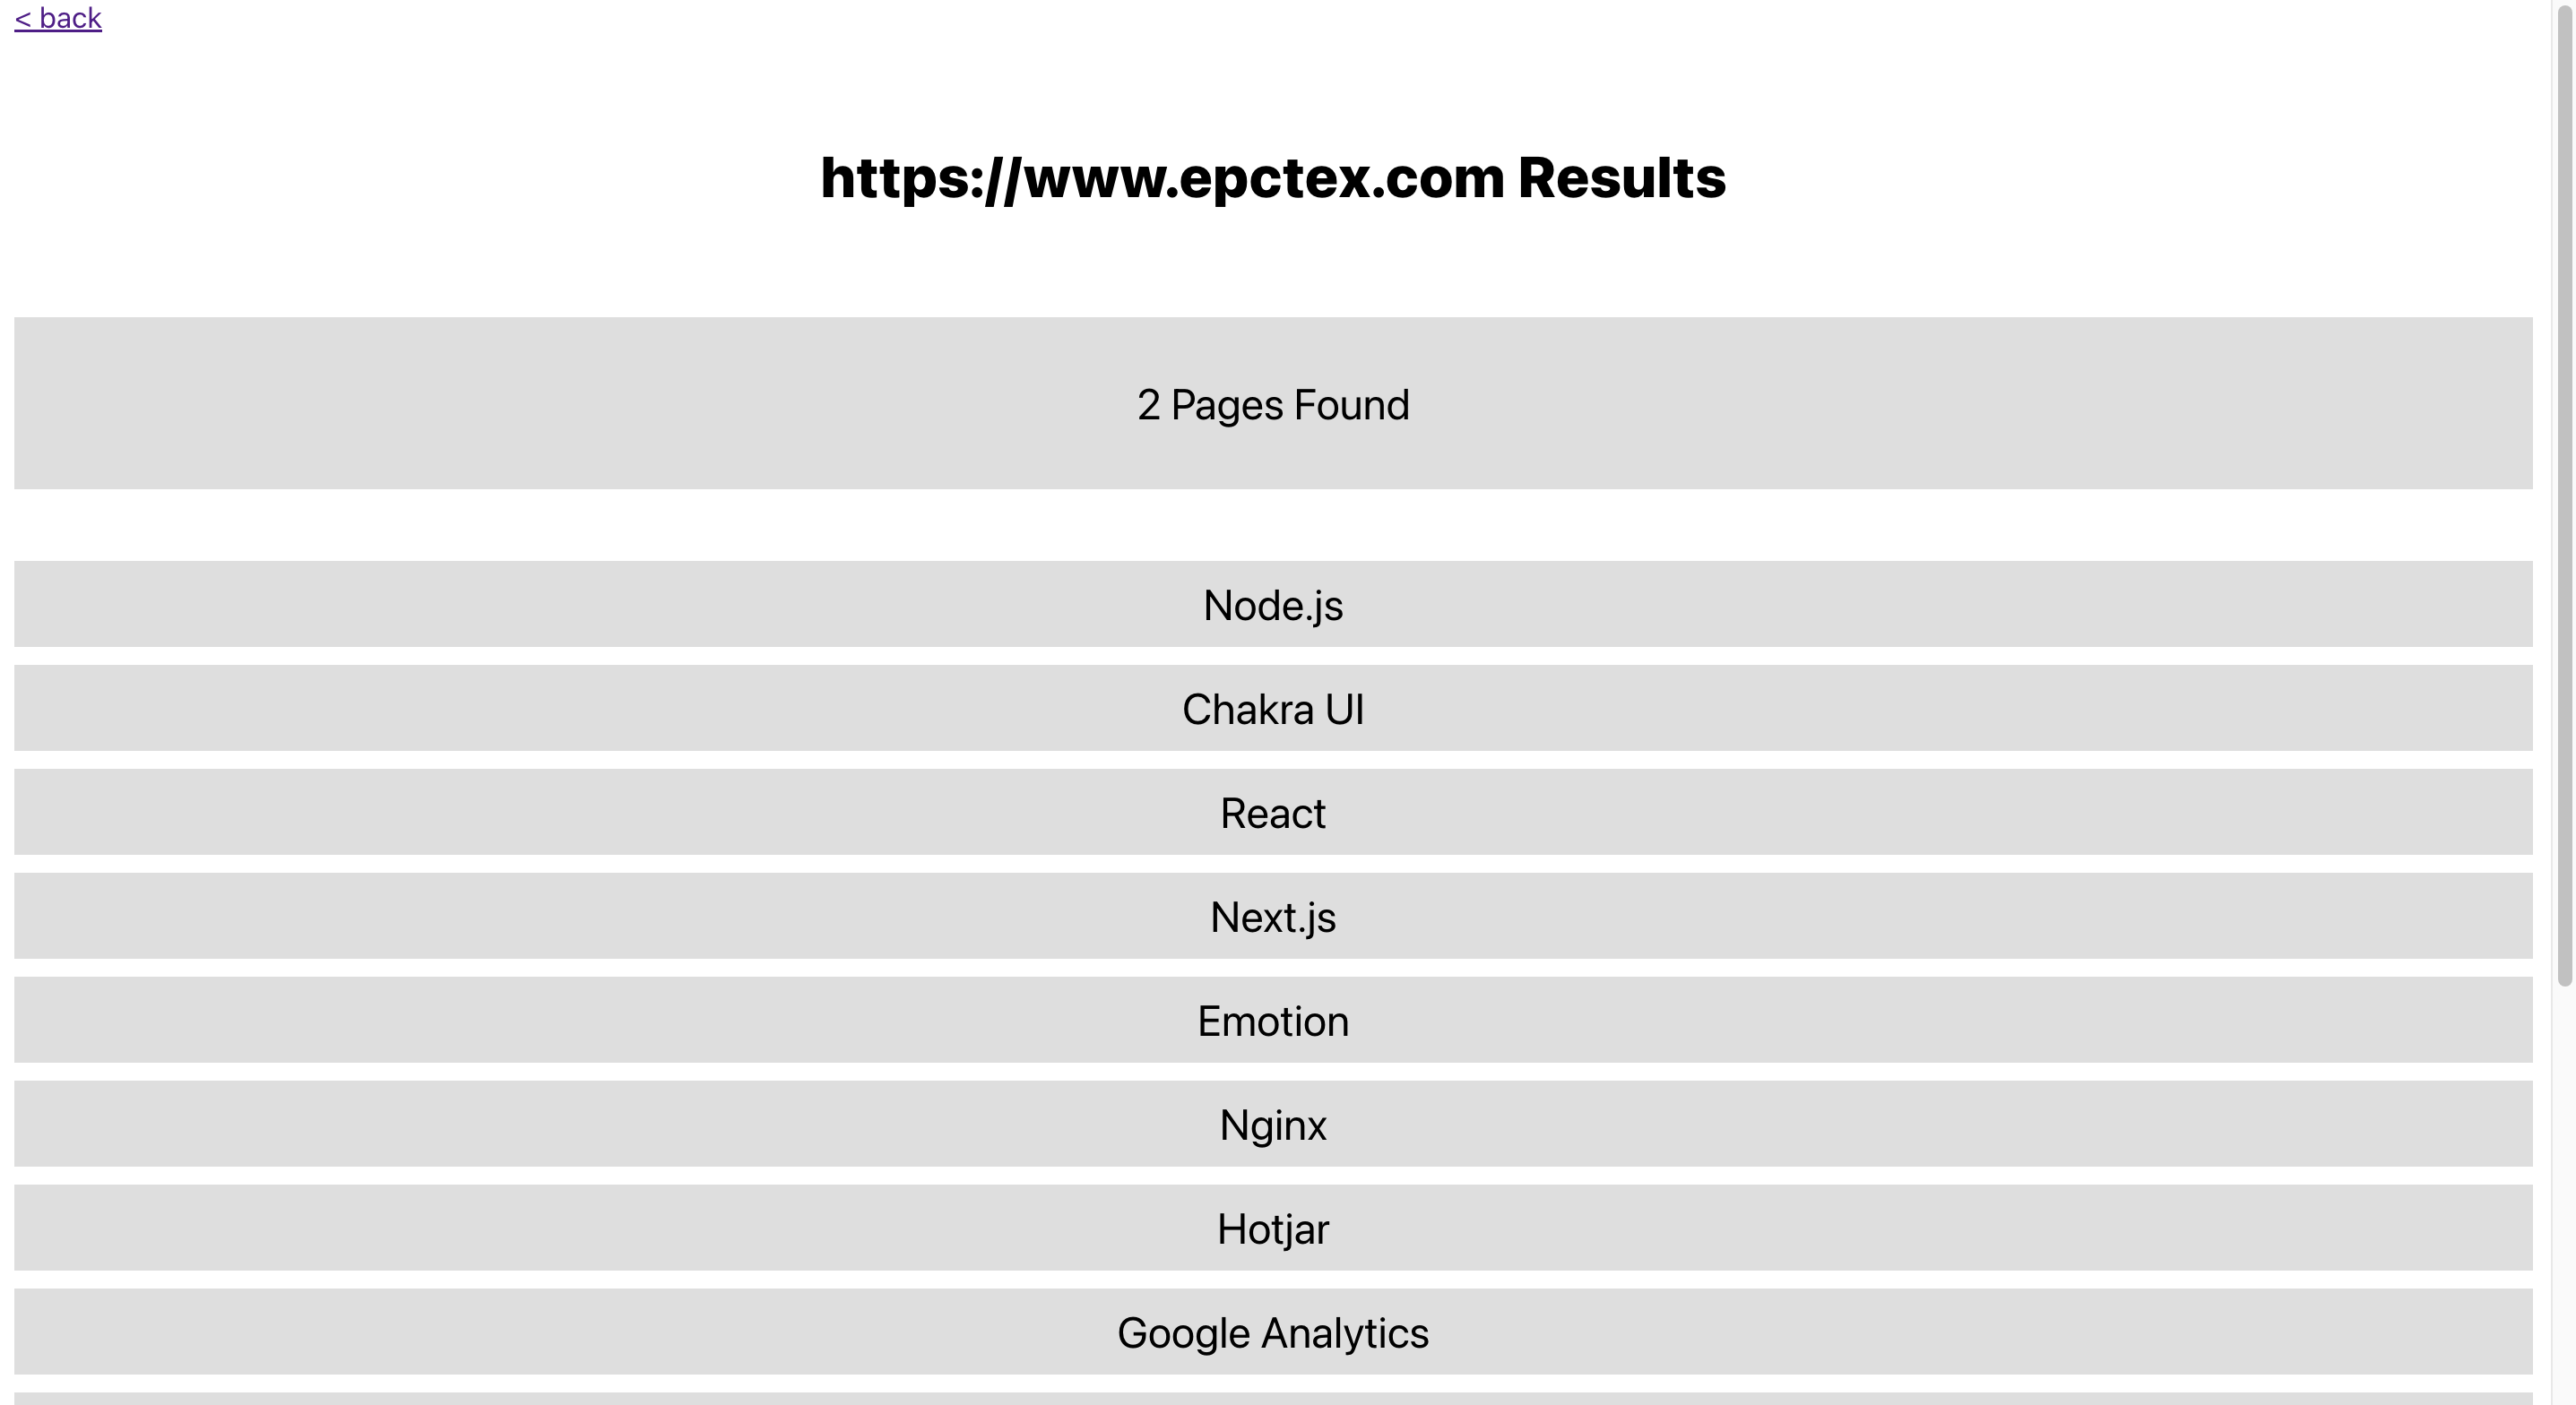 < back
https://www.epctex.com Results
2 Pages Found
Node.js
Chakra UI
React
Next.js
Emotion
Nginx
Hotjar
Google Analytics